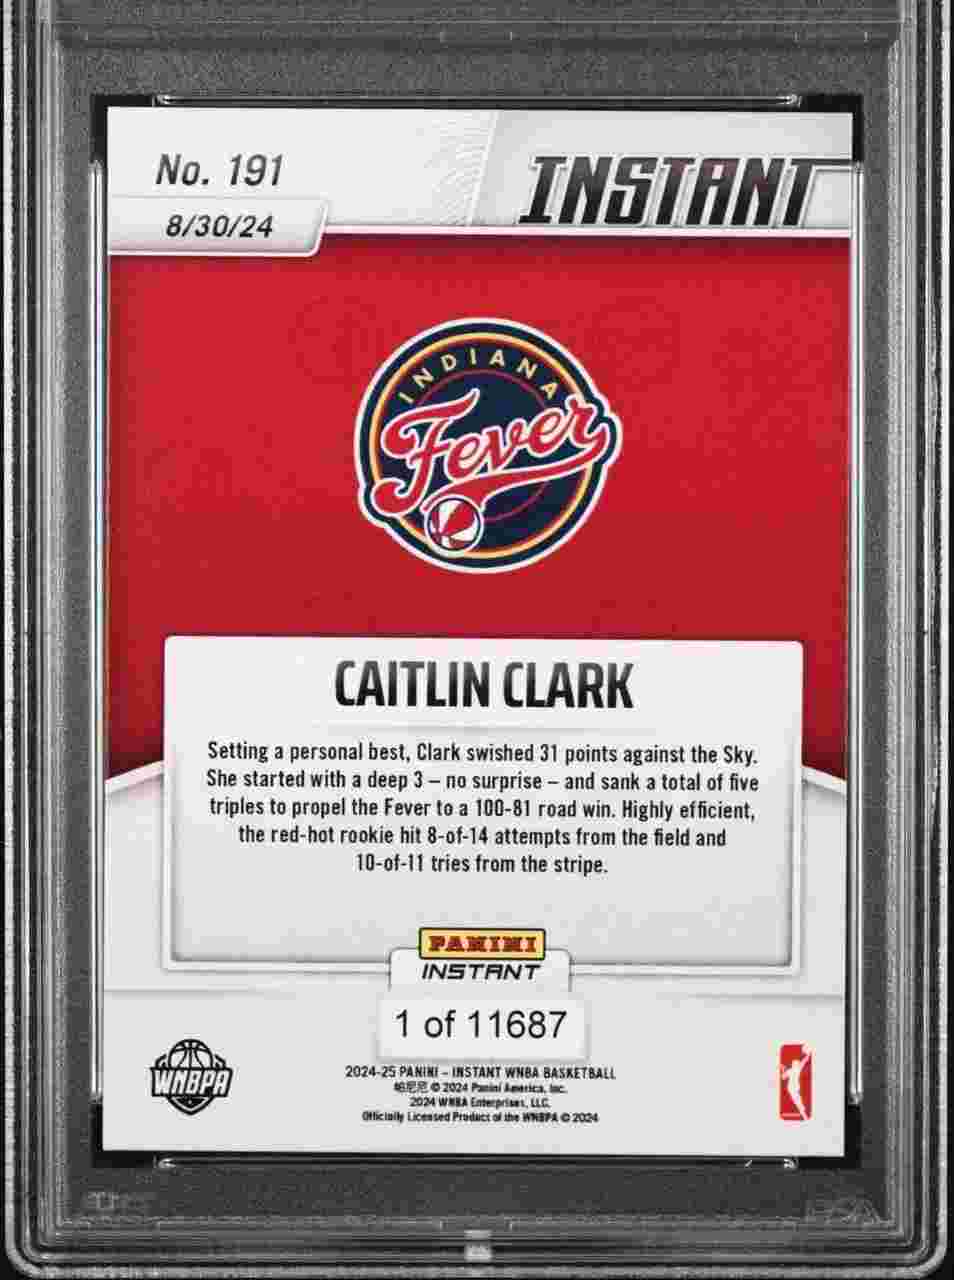 No. 191
INSTANT
8/30/24
INDIANA
Fever
CAITLIN CLARK
Setting a personal best, Clark swished 31 points against the Sky.
She started with a deep 3 – no surprise – and sank a total of five
triples to propel the Fever to a 100-81 road win. Highly efficient,
the red-hot rookie hit 8-of-14 attempts from the field and
10-of-11 tries from the stripe.
PANINI
INSTANT
1 of 11687
WNBPA
2024-25 PANINI - INSTANT WNBA BASKETBALL
帕尼尼 © 2024 Panini America, Inc.
2024 WNBA Enterprises, LLC.
Officially Licensed Product of the WNBPA © 2024